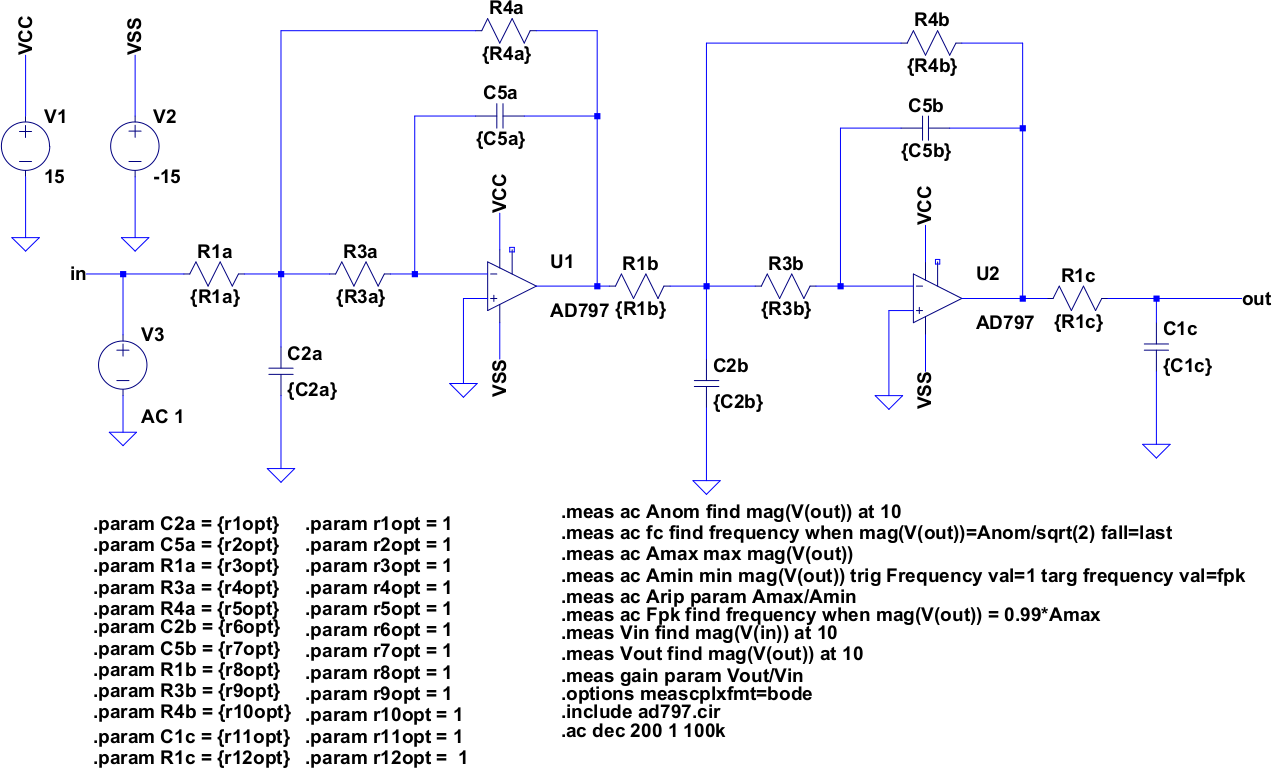 VCC
V1
15
VSS
V2
-15
in
V3
AC 1
R1a
{R1a}
C2a
{C2a}
R3a
{R3a}
R4a
{R4a}
C5a
{C5a}
VCC
VSS
U1
AD797
R1b
{R1b}
C2b
{C2b}
R3b
{R3b}
R4b
{R4b}
C5b
{C5b}
VCC
VSS
U2
AD797
R1c
{R1c}
C1c
{C1c}
out
.param C2a = {r1opt}
.param C5a = {r2opt}
.param R1a = {r3opt}
.param R3a = {r4opt}
.param R4a = {r5opt}
.param C2b = {r6opt}
.param C5b = {r7opt}
.param R1b = {r8opt}
.param R3b = {r9opt}
.param R4b = {r10opt}
.param C1c = {r11opt}
.param R1c = {r12opt}
.param r1opt = 1
.param r2opt = 1
.param r3opt = 1
.param r4opt = 1
.param r5opt = 1
.param r6opt = 1
.param r7opt = 1
.param r8opt = 1
.param r9opt = 1
.param r10opt = 1
.param r11opt = 1
.param r12opt = 1
.meas ac Anom find mag(V(out)) at 10
.meas ac fc find frequency when mag(V(out))=Anom/sqrt(2) fall=last
.meas ac Amax max mag(V(out))
.meas ac Amin min mag(V(out)) trig Frequency val=1 targ frequency val=fpk
.meas ac Arip param Amax/Amin
.meas ac Fpk find frequency when mag(V(out)) = 0.99*Amax
.meas Vin find mag(V(in)) at 10
.meas Vout find mag(V(out)) at 10
.meas gain param Vout/Vin
.options meascplxfmt=bode
.include ad797.cir
.ac dec 200 1 100k